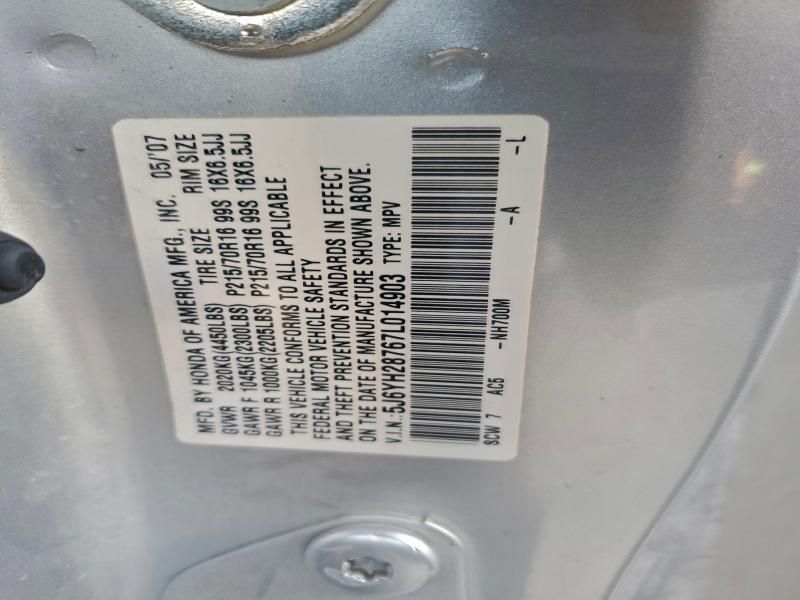 MFD. BY HONDA OF AMERICA MFG., INC. 05/'07
GVWR 2020KG(4450LBS) TIRE SIZE RIM SIZE
GAWR F 1045KG(2300LBS) P215/70R16 99S 16X6.5JJ
GAWR R 1000KG(2205LBS) P215/70R16 99S 16X6.5JJ
THIS VEHICLE CONFORMS TO ALL APPLICABLE
FEDERAL MOTOR VEHICLE SAFETY
AND THEFT PREVENTION STANDARDS IN EFFECT
ON THE DATE OF MANUFACTURE SHOWN ABOVE.
V.I.N.:5J6YH28767L014903 TYPE: MPV
SCW 7 AC5 -NH700M -A -L